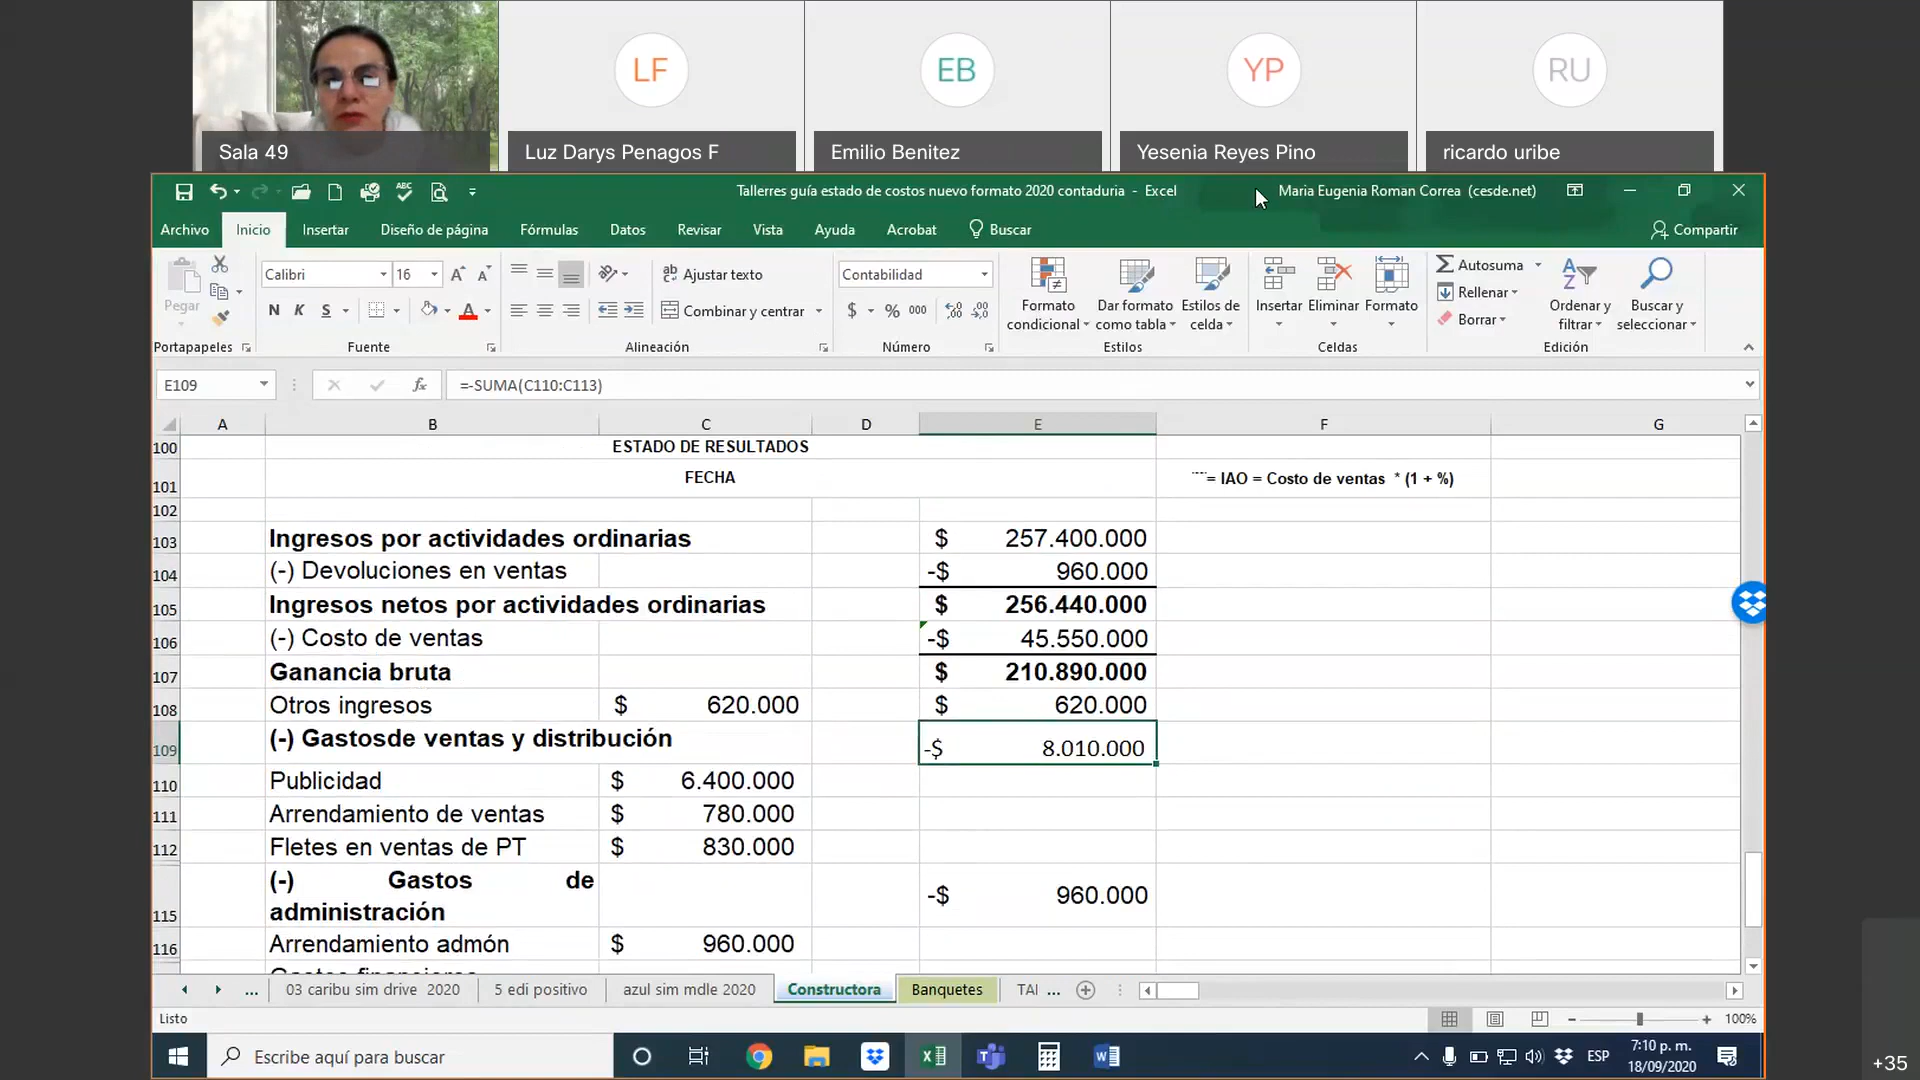 LF
EB
YP
RU
Sala 49
Luz Darys Penagos F
Emilio Benitez
Yesenia Reyes Pino
ricardo uribe
Talleres guía estado de costos nuevo formato 2020 contaduria - Excel
Maria Eugenia Roman Correa (cesde.net)
Archivo Inicio Insertar Diseño de página Fórmulas Datos Revisar Vista Ayuda Acrobat Buscar Compartir
Pegar
Calibri 16
N K S
Ajustar texto
Combinar y centrar
Contabilidad
$ % 000
Formato condicional
Dar formato como tabla
Estilos de celda
Insertar Eliminar Formato
Autosuma
Rellenar
Borrar
Ordenar y filtrar
Buscar y seleccionar
Portapapeles Fuente Alineación Número Estilos Celdas Edición
E109 fx =-SUMA(C110:C113)
A B C D E F G
100 ESTADO DE RESULTADOS
101 FECHA = IAO = Costo de ventas * (1 + %)
102
103 Ingresos por actividades ordinarias $ 257.400.000
104 (-) Devoluciones en ventas -$ 960.000
105 Ingresos netos por actividades ordinarias $ 256.440.000
106 (-) Costo de ventas -$ 45.550.000
107 Ganancia bruta $ 210.890.000
108 Otros ingresos $ 620.000 $ 620.000
109 (-) Gastosde ventas y distribución -$ 8.010.000
110 Publicidad $ 6.400.000
111 Arrendamiento de ventas $ 780.000
112 Fletes en ventas de PT $ 830.000
(-) Gastos de
115 administración -$ 960.000
116 Arrendamiento admón $ 960.000
... 03 caribu sim drive 2020 5 edi positivo azul sim mdle 2020 Constructora Banquetes TAI ...
Listo 100%
Escribe aquí para buscar
ESP
7:10 p. m.
18/09/2020
+35